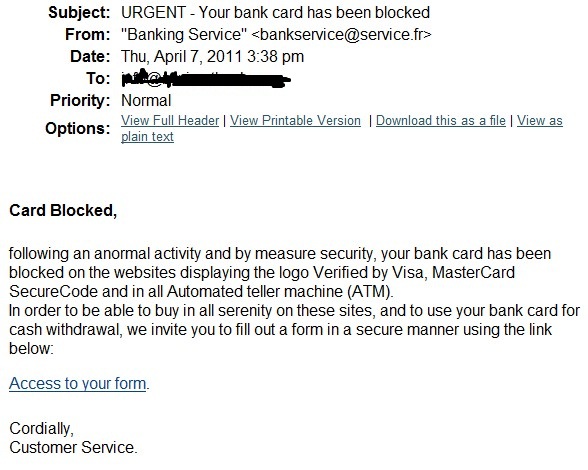 Subject: URGENT - Your bank card has been blocked
From: "Banking Service" <bankservice@service.fr>
Date: Thu, April 7, 2011 3:38 pm
To:
Priority: Normal
Options: View Full Header | View Printable Version | Download this as a file | View as
plain text
Card Blocked,
following an anormal activity and by measure security, your bank card has been
blocked on the websites displaying the logo Verified by Visa, MasterCard
SecureCode and in all Automated teller machine (ATM).
In order to be able to buy in all serenity on these sites, and to use your bank card for
cash withdrawal, we invite you to fill out a form in a secure manner using the link
below:
Access to your form.
Cordially,
Customer Service.